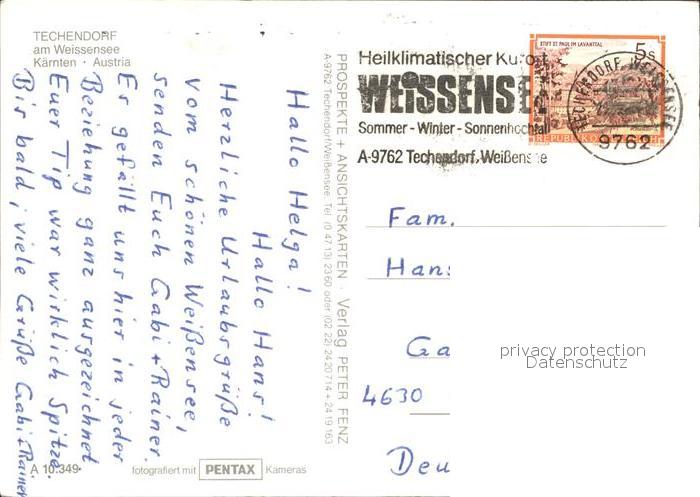 TECHENDORF
am Weissensee
Kärnten · Austria
Hallo Helga!
Hallo Hans!
Herzliche Urlaubsgrüße
vom schönen Weißensee,
senden Euch Gabi + Rainer.
Es gefällt uns hier in jeder
Beziehung ganz ausgezeichnet
Euer Tip war wirklich Spitze.
Bis bald, viele Grüße Gabi + Rainer
A 10.349
fotografiert mit PENTAX Kameras
PROSPEKTE + ANSICHTSKARTEN · Verlag PETER FENZ
A-9762 Techendorf/Weißensee, Tel. (0 47 13) 23 60 oder (02 22) 24 20 714 + 24 19 163
Heilklimatischer Kurort
WEISSENSEE
Sommer - Winter - Sonnenhochtal
A-9762 Techendorf, Weißensee
STIFT ST. PAUL IM LAVANTTAL
5s
REPUBLIK
TECHENDORF WEISSENSEE
9762
Fam.
Hans
Ga
4630
Deu
privacy protection
Datenschutz